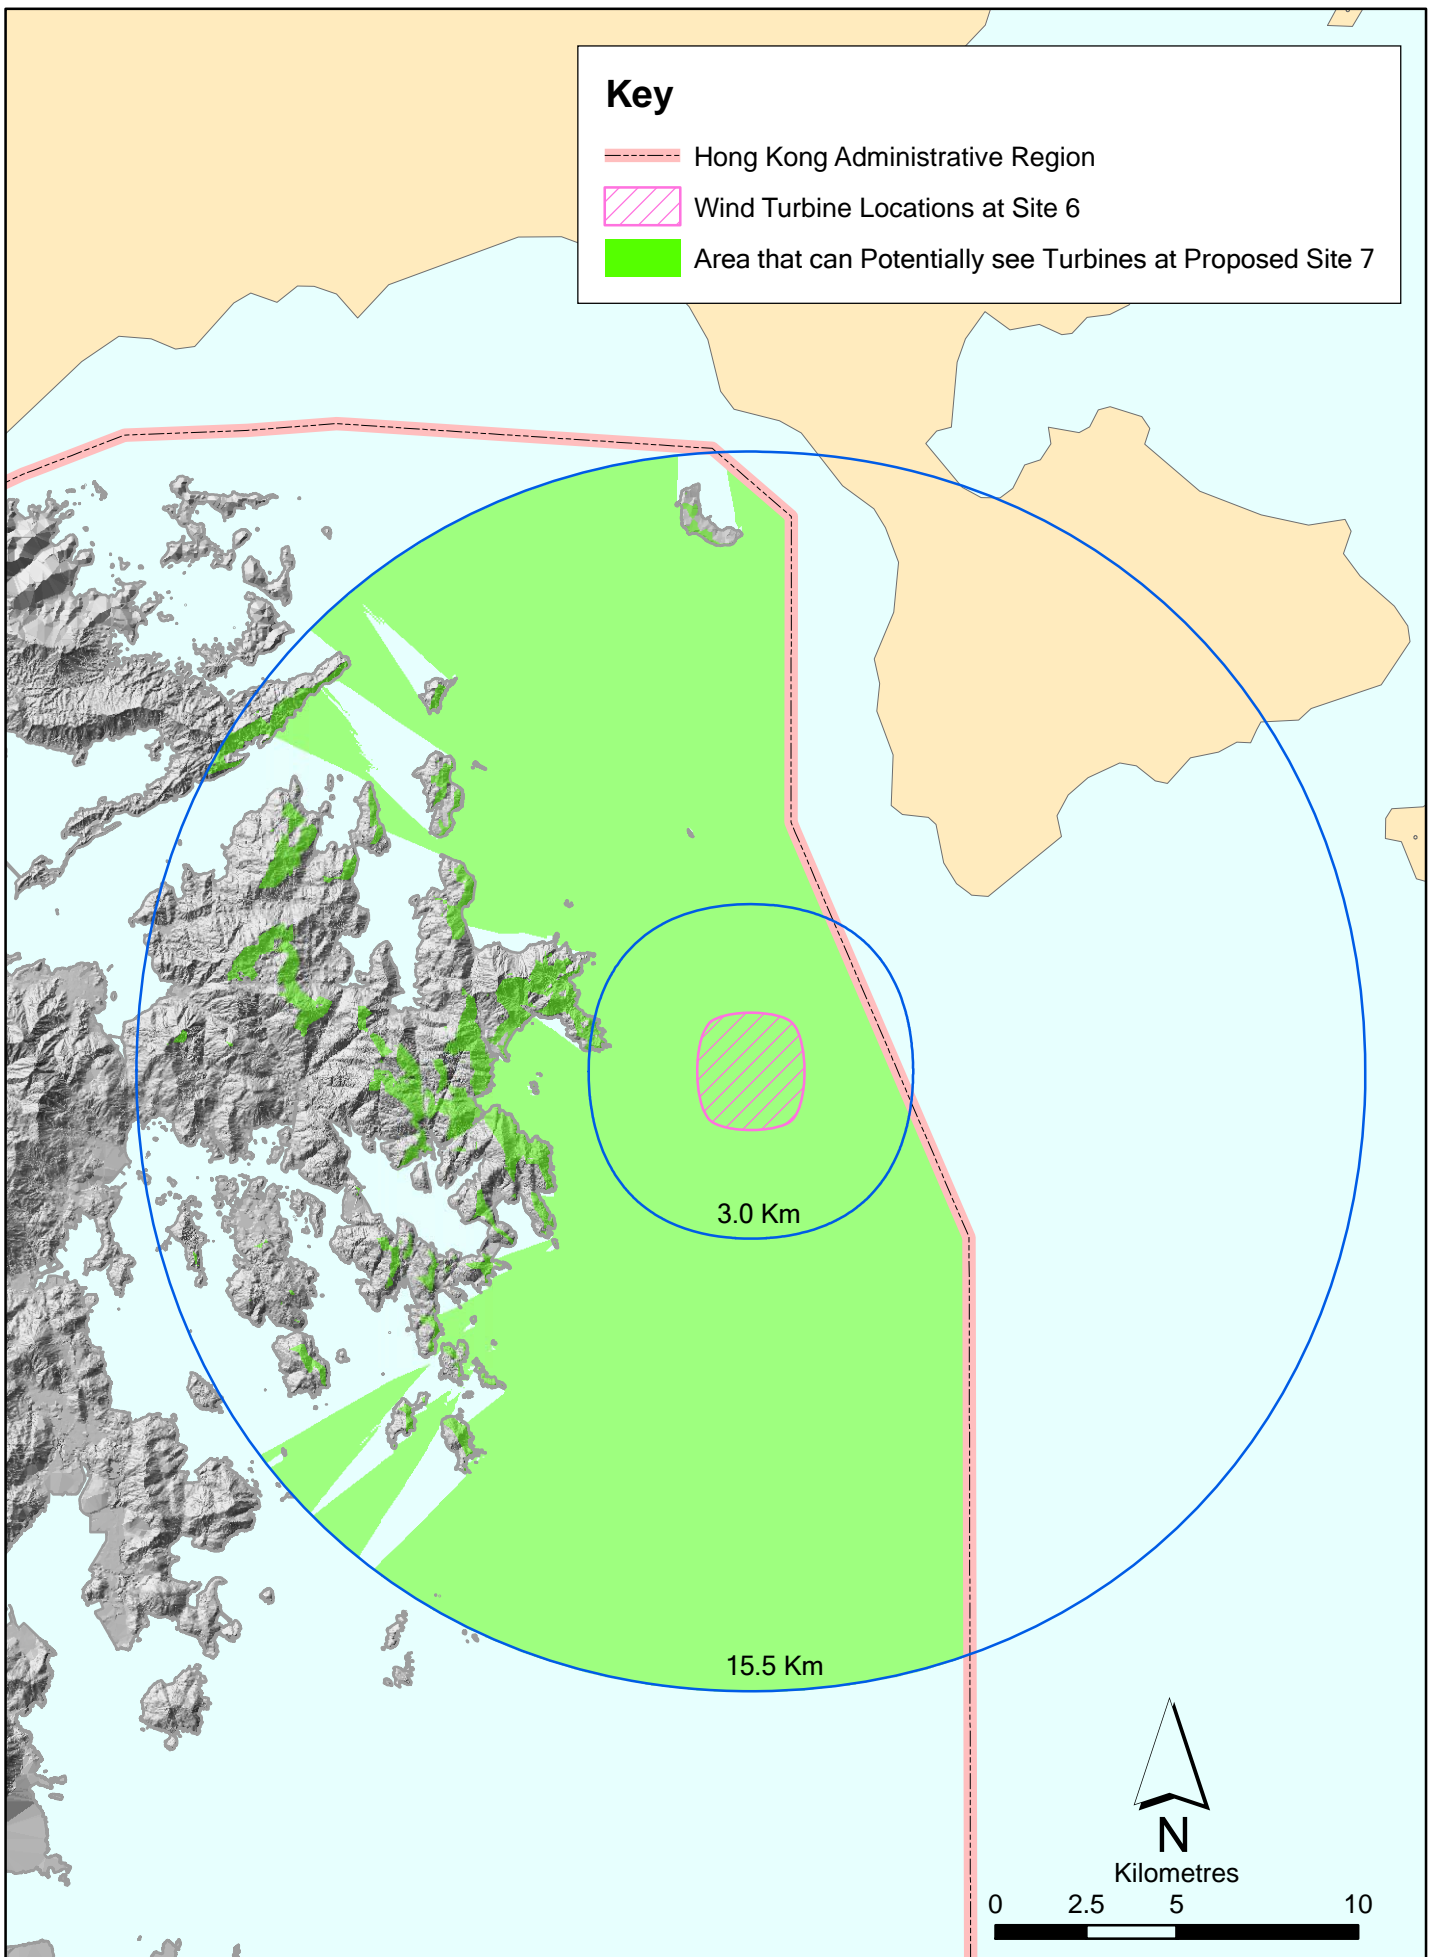 Key
Hong Kong Administrative Region
Wind Turbine Locations at Site 6
Area that can Potentially see Turbines at Proposed Site 7
3.0 Km
15.5 Km
N
Kilometres
0 2.5 5 10